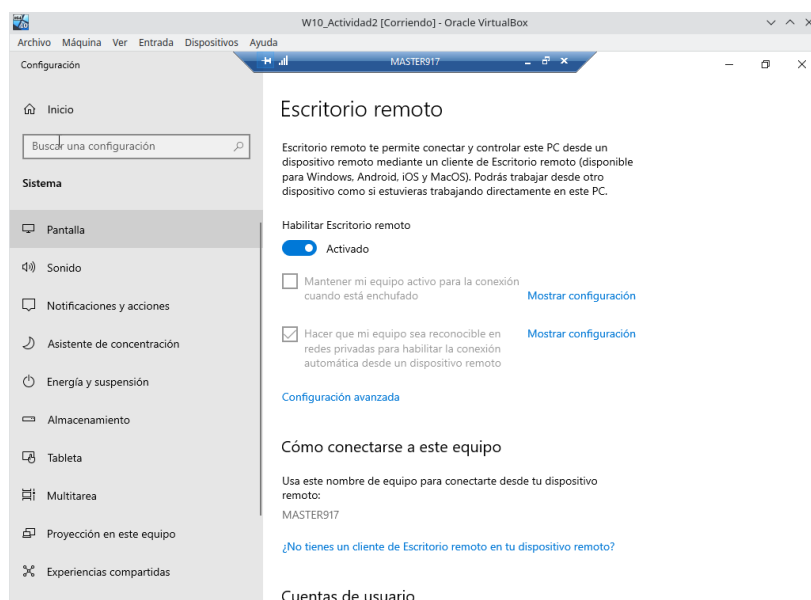 W10_Actividad2 [Corriendo] - Oracle VirtualBox
Archivo Máquina Ver Entrada Dispositivos Ayuda
MASTER917
Configuración
Inicio
Buscar una configuración
Sistema
Pantalla
Sonido
Notificaciones y acciones
Asistente de concentración
Energía y suspensión
Almacenamiento
Tableta
Multitarea
Proyección en este equipo
Experiencias compartidas
Escritorio remoto
Escritorio remoto te permite conectar y controlar este PC desde un
dispositivo remoto mediante un cliente de Escritorio remoto (disponible
para Windows, Android, iOS y MacOS). Podrás trabajar desde otro
dispositivo como si estuvieras trabajando directamente en este PC.
Habilitar Escritorio remoto
Activado
Mantener mi equipo activo para la conexión
cuando está enchufado
Mostrar configuración
Hacer que mi equipo sea reconocible en
redes privadas para habilitar la conexión
automática desde un dispositivo remoto
Mostrar configuración
Configuración avanzada
Cómo conectarse a este equipo
Usa este nombre de equipo para conectarte desde tu dispositivo
remoto:
MASTER917
¿No tienes un cliente de Escritorio remoto en tu dispositivo remoto?
Cuentas de usuario